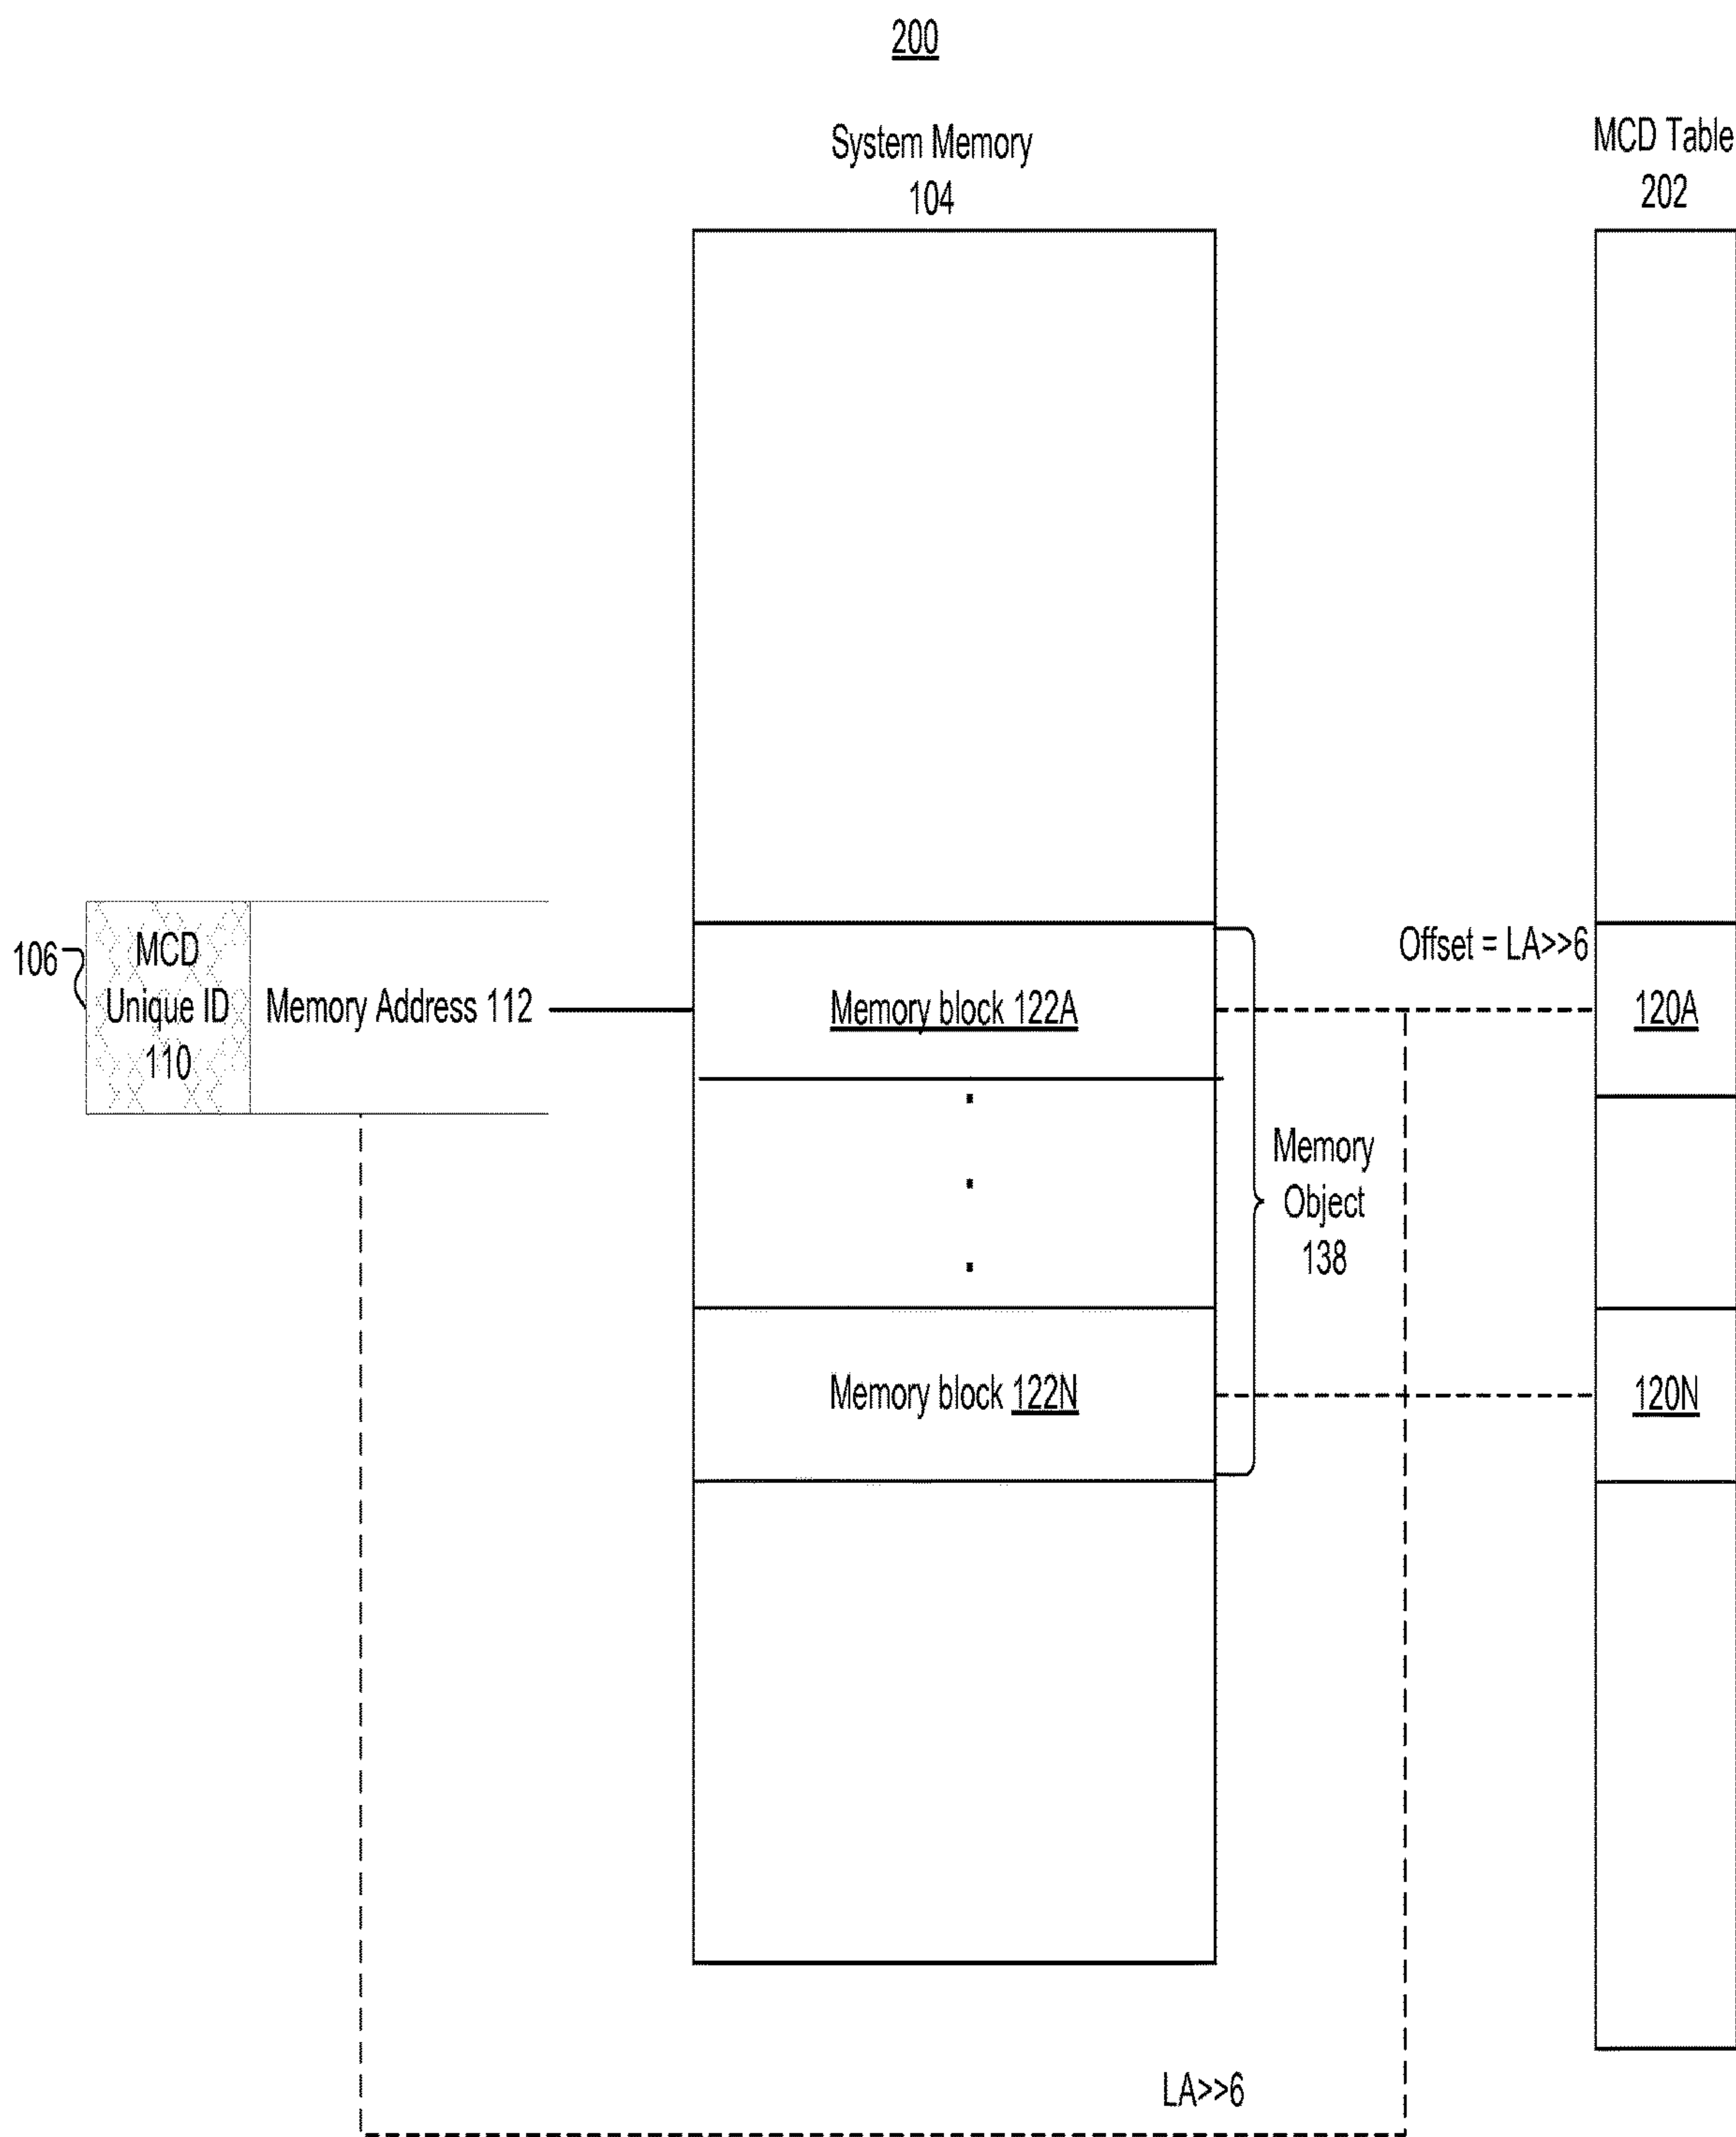 200
System Memory
104
MCD Table
202
106
MCD
Unique ID
110
Memory Address 112
Memory block 122A
Offset = LA>>6
120A
Memory
Object
138
Memory block 122N
120N
LA>>6